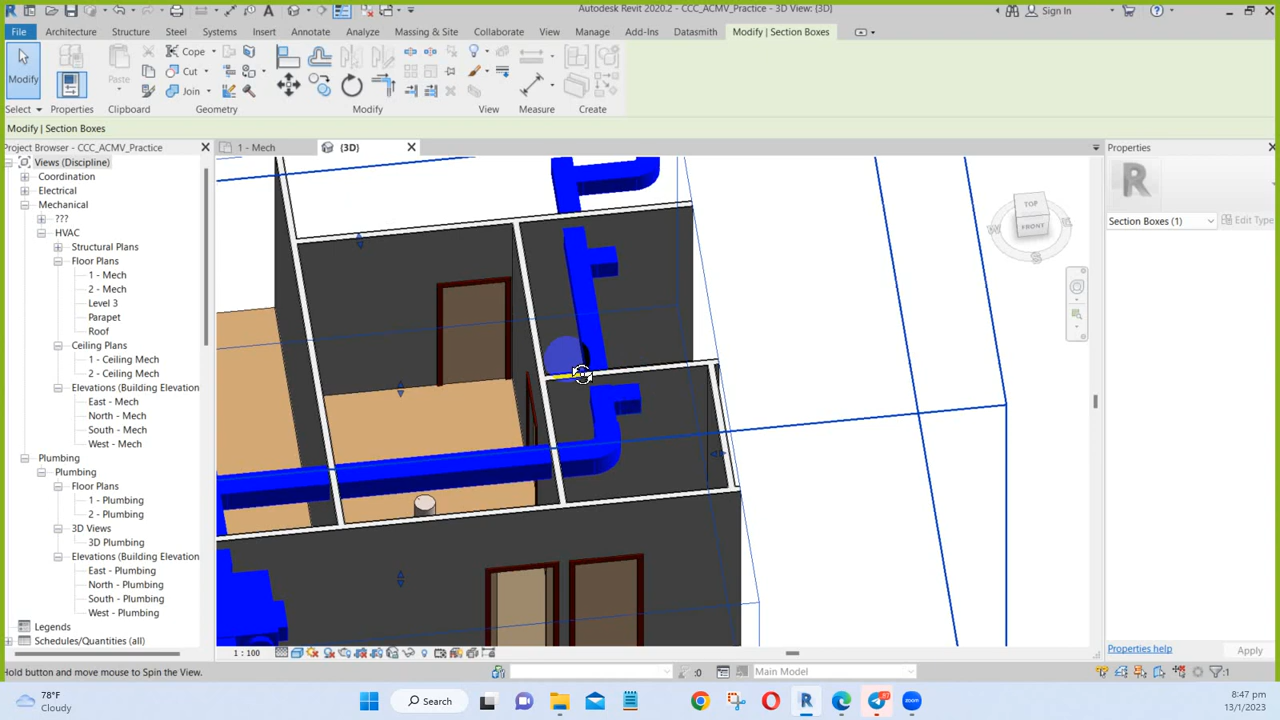 Autodesk Revit 2020.2 - CCC_ACMV_Practice - 3D View: {3D}
Sign In
File Architecture Structure Steel Systems Insert Annotate Analyze Massing & Site Collaborate View Manage Add-Ins Datasmith Modify | Section Boxes
Modify Paste Cope Cut Join
Select Properties Clipboard Geometry Modify View Measure Create
Modify | Section Boxes
Project Browser - CCC_ACMV_Practice
1 - Mech
(3D)
Properties
Views (Discipline)
Coordination
Electrical
Mechanical
???
HVAC
Structural Plans
Floor Plans
1 - Mech
2 - Mech
Level 3
Parapet
Roof
Ceiling Plans
1 - Ceiling Mech
2 - Ceiling Mech
Elevations (Building Elevation
East - Mech
North - Mech
South - Mech
West - Mech
Plumbing
Plumbing
Floor Plans
1 - Plumbing
2 - Plumbing
3D Views
3D Plumbing
Elevations (Building Elevation
East - Plumbing
North - Plumbing
South - Plumbing
West - Plumbing
Legends
Schedules/Quantities (all)
TOP
FRONT
W
S
R
Section Boxes (1)
Edit Type
Properties help
Apply
1 : 100
Hold button and move mouse to Spin the View.
:0
Main Model
:1
78°F
Cloudy
Search
8:47 pm
13/1/2023